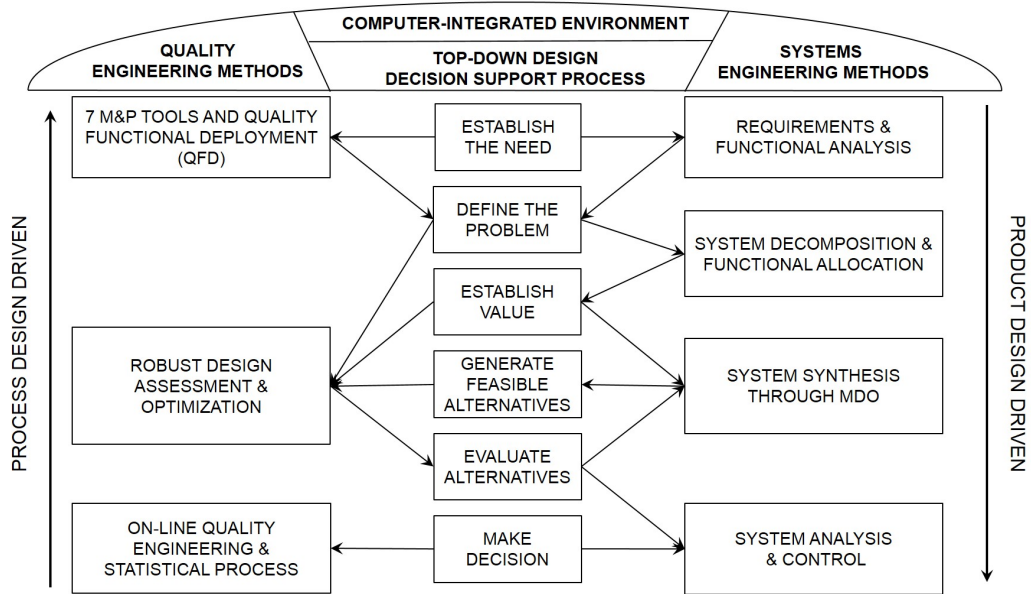 COMPUTER-INTEGRATED ENVIRONMENT
QUALITY
ENGINEERING METHODS
TOP-DOWN DESIGN
DECISION SUPPORT PROCESS
SYSTEMS
ENGINEERING METHODS
PROCESS DESIGN DRIVEN
7 M&P TOOLS AND QUALITY
FUNCTIONAL DEPLOYMENT
(QFD)
ESTABLISH
THE NEED
REQUIREMENTS &
FUNCTIONAL ANALYSIS
DEFINE THE
PROBLEM
SYSTEM DECOMPOSITION &
FUNCTIONAL ALLOCATION
ESTABLISH
VALUE
ROBUST DESIGN
ASSESSMENT &
OPTIMIZATION
GENERATE
FEASIBLE
ALTERNATIVES
SYSTEM SYNTHESIS
THROUGH MDO
EVALUATE
ALTERNATIVES
ON-LINE QUALITY
ENGINEERING &
STATISTICAL PROCESS
MAKE
DECISION
SYSTEM ANALYSIS
& CONTROL
PRODUCT DESIGN DRIVEN